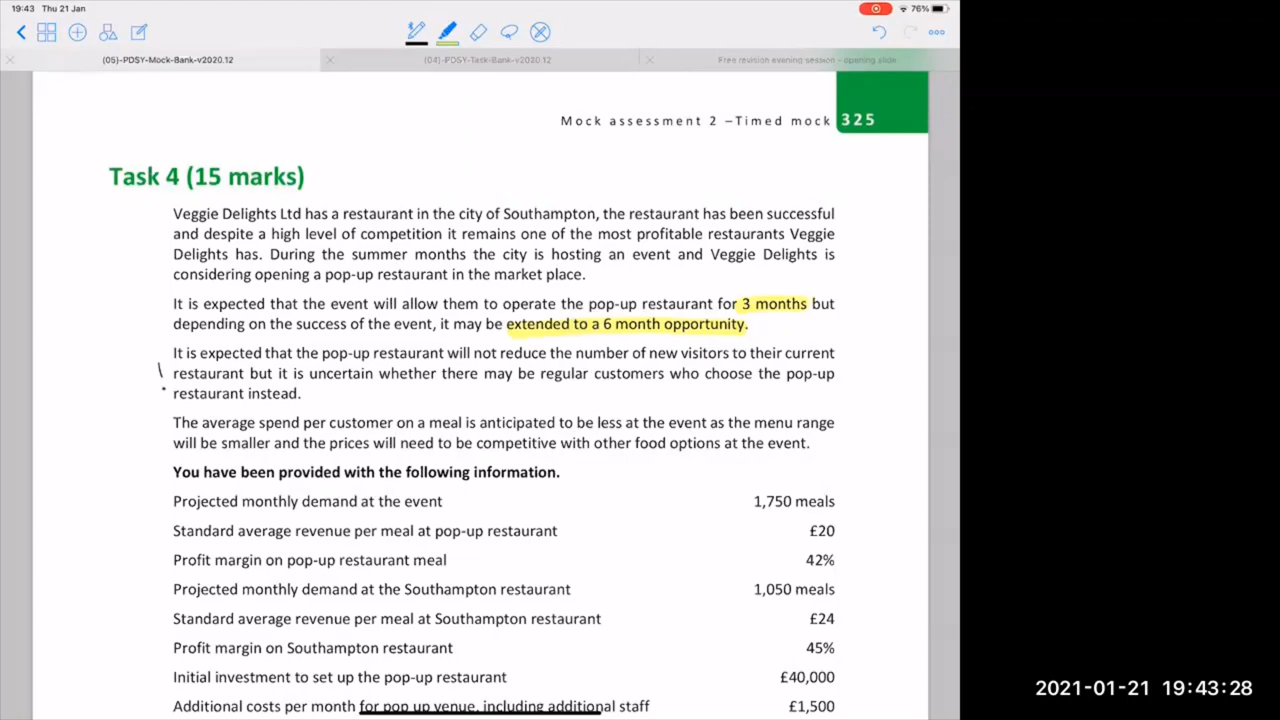 19:43 Thu 21 Jan
76%
(05)-PDSY-Mock-Bank-v2020.12
(04)-PDSY-Task-Bank-v2020.12
Free revision evening session - opening slide
Mock assessment 2 –Timed mock 325
Task 4 (15 marks)
Veggie Delights Ltd has a restaurant in the city of Southampton, the restaurant has been successful
and despite a high level of competition it remains one of the most profitable restaurants Veggie
Delights has. During the summer months the city is hosting an event and Veggie Delights is
considering opening a pop-up restaurant in the market place.
It is expected that the event will allow them to operate the pop-up restaurant for 3 months but
depending on the success of the event, it may be extended to a 6 month opportunity.
It is expected that the pop-up restaurant will not reduce the number of new visitors to their current
restaurant but it is uncertain whether there may be regular customers who choose the pop-up
restaurant instead.
The average spend per customer on a meal is anticipated to be less at the event as the menu range
will be smaller and the prices will need to be competitive with other food options at the event.
You have been provided with the following information.
Projected monthly demand at the event 1,750 meals
Standard average revenue per meal at pop-up restaurant £20
Profit margin on pop-up restaurant meal 42%
Projected monthly demand at the Southampton restaurant 1,050 meals
Standard average revenue per meal at Southampton restaurant £24
Profit margin on Southampton restaurant 45%
Initial investment to set up the pop-up restaurant £40,000
Additional costs per month for pop up venue, including additional staff £1,500
2021-01-21 19:43:28